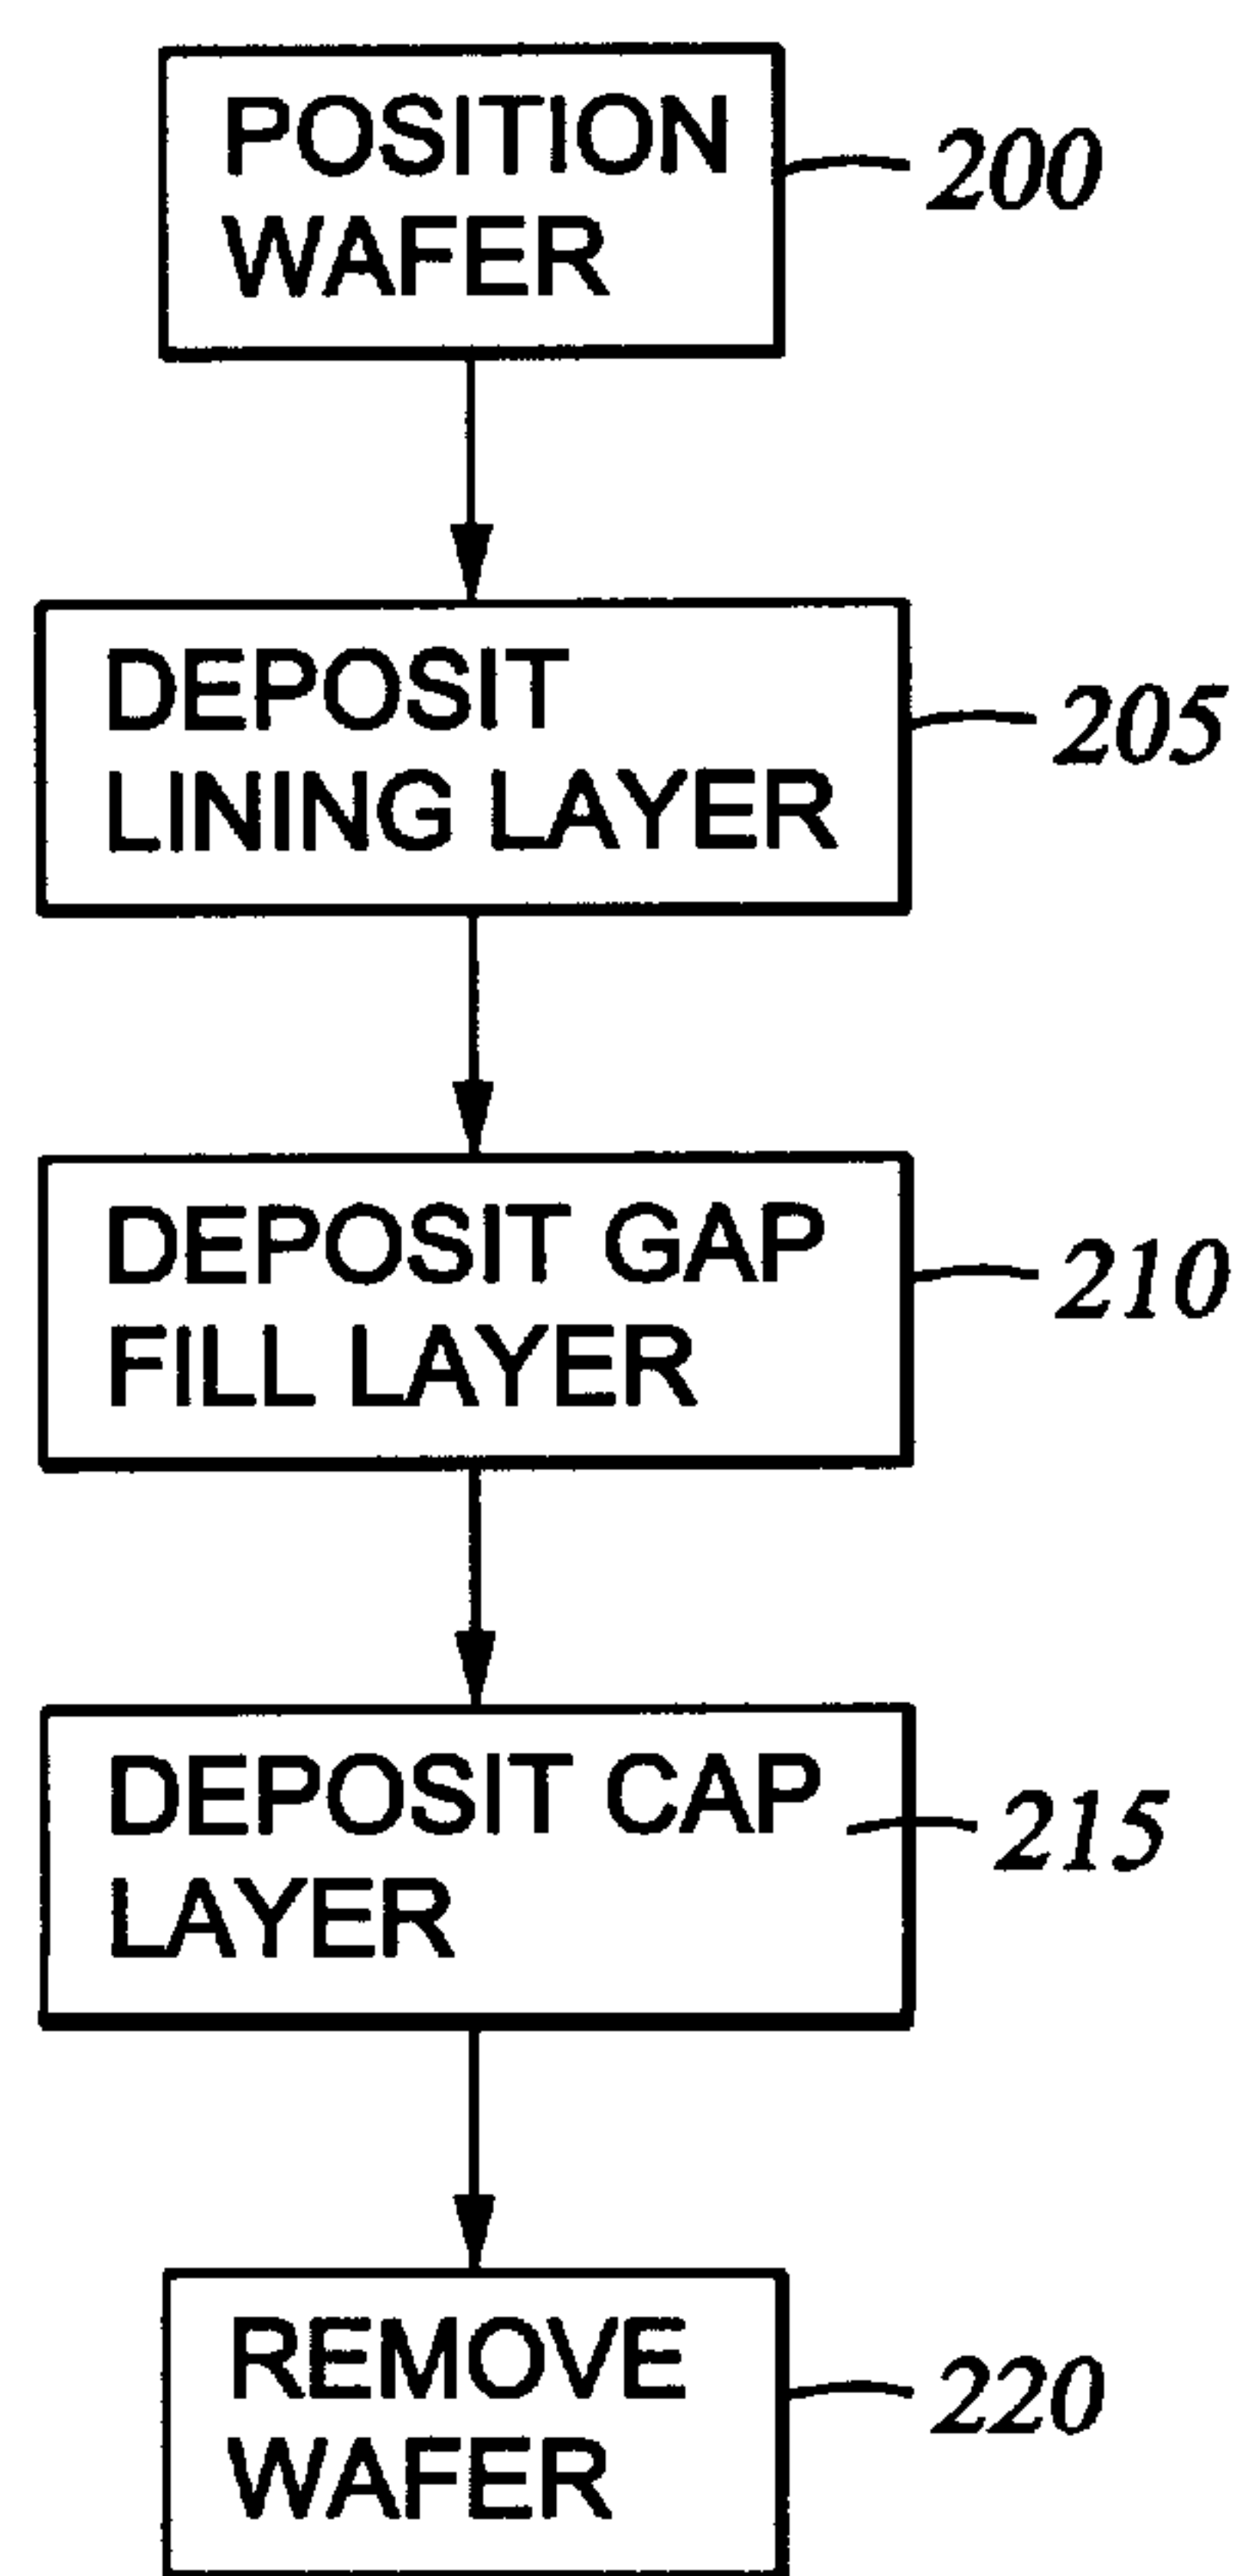 POSITION
WAFER
200
DEPOSIT
LINING LAYER
205
DEPOSIT GAP
FILL LAYER
210
DEPOSIT CAP
LAYER
215
REMOVE
WAFER
220